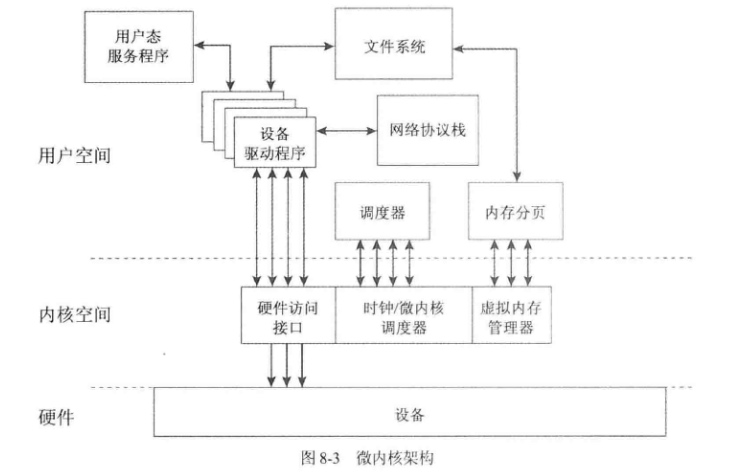 用户态
服务程序
文件系统
设备
驱动程序
网络协议栈
用户空间
调度器
内存分页
内核空间
硬件访问
接口
时钟/微内核
调度器
虚拟内存
管理器
硬件
设备
图 8-3 微内核架构